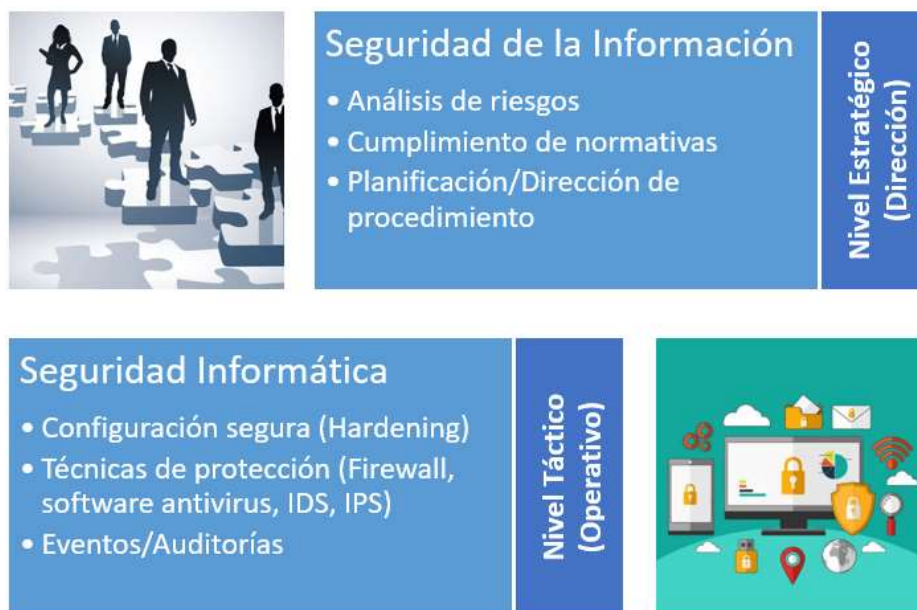 Seguridad de la Información
• Análisis de riesgos
• Cumplimiento de normativas
• Planificación/Dirección de
procedimiento
Nivel Estratégico
(Dirección)
Seguridad Informática
• Configuración segura (Hardening)
• Técnicas de protección (Firewall,
software antivirus, IDS, IPS)
• Eventos/Auditorías
Nivel Táctico
(Operativo)